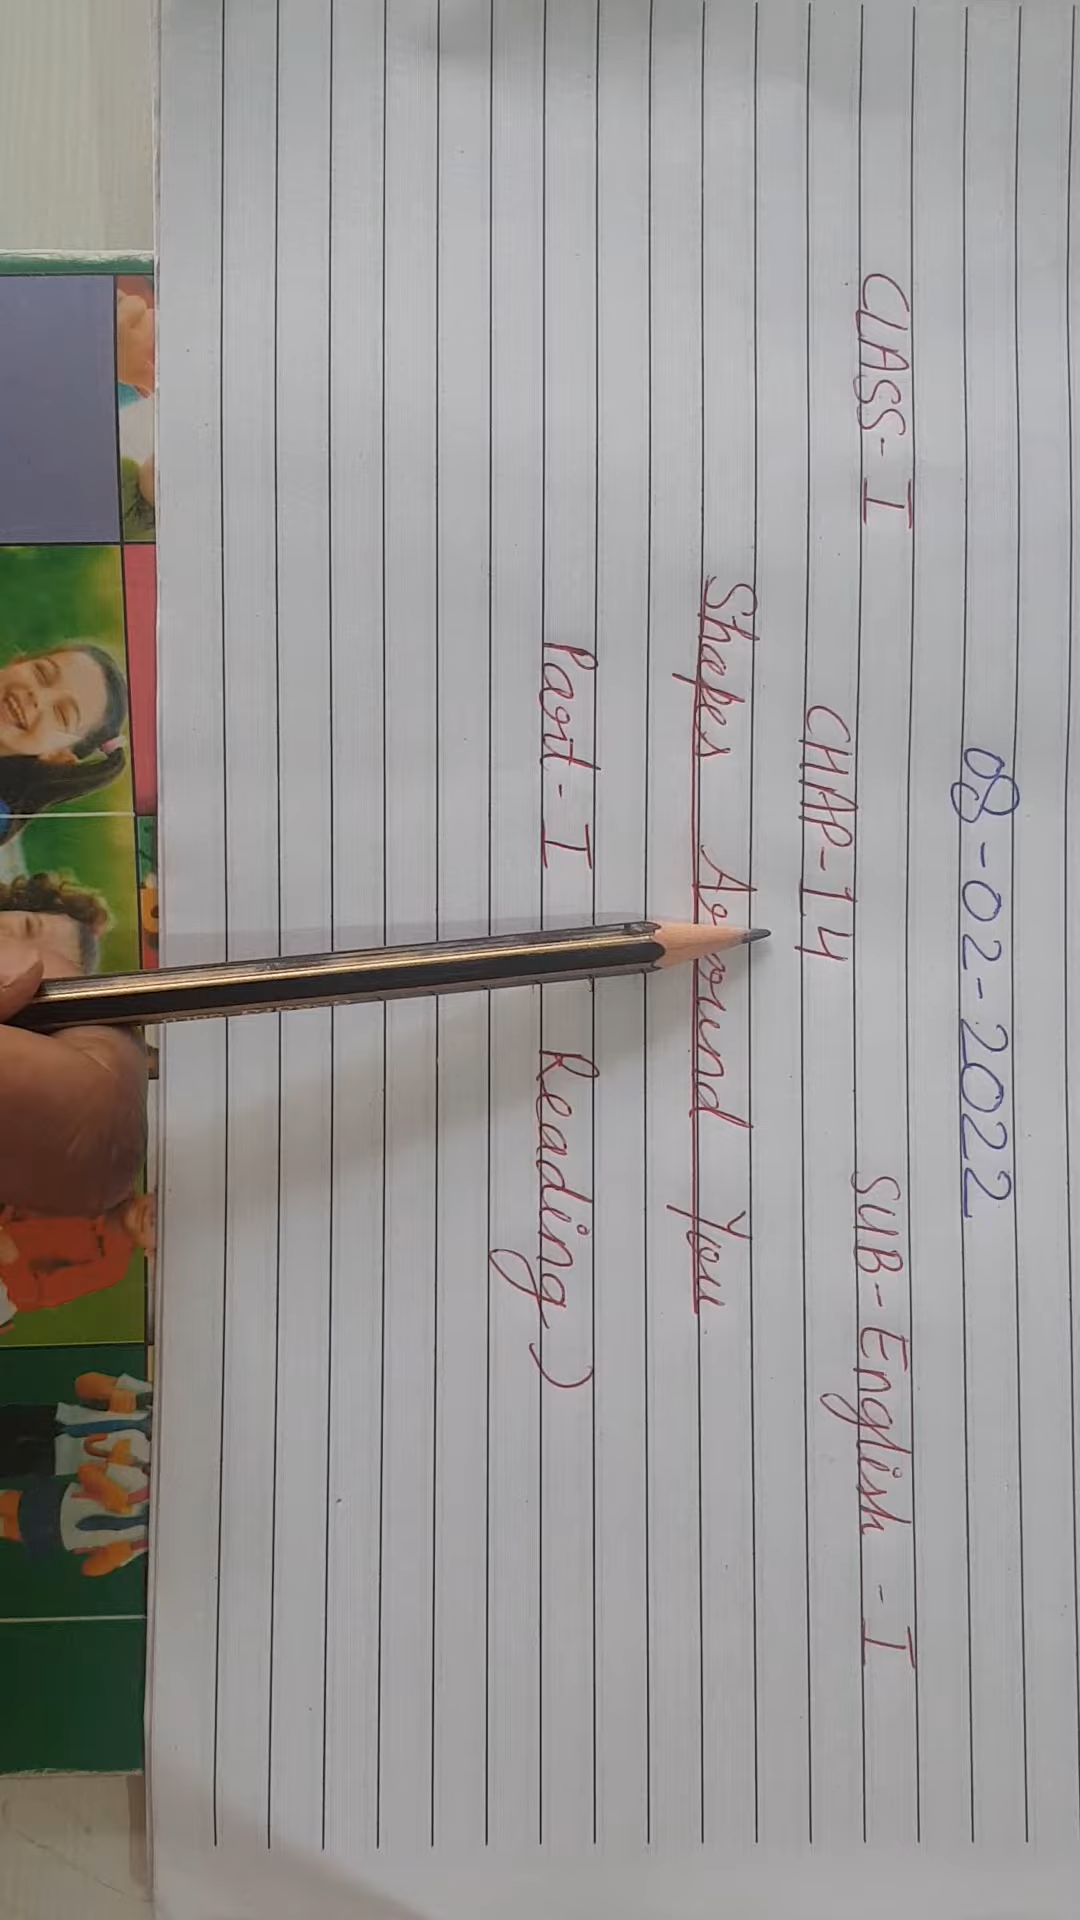 08-02-2022
CLASS-I SUB-English-I
CHAP-14
Shapes Around You
Part-I Reading)